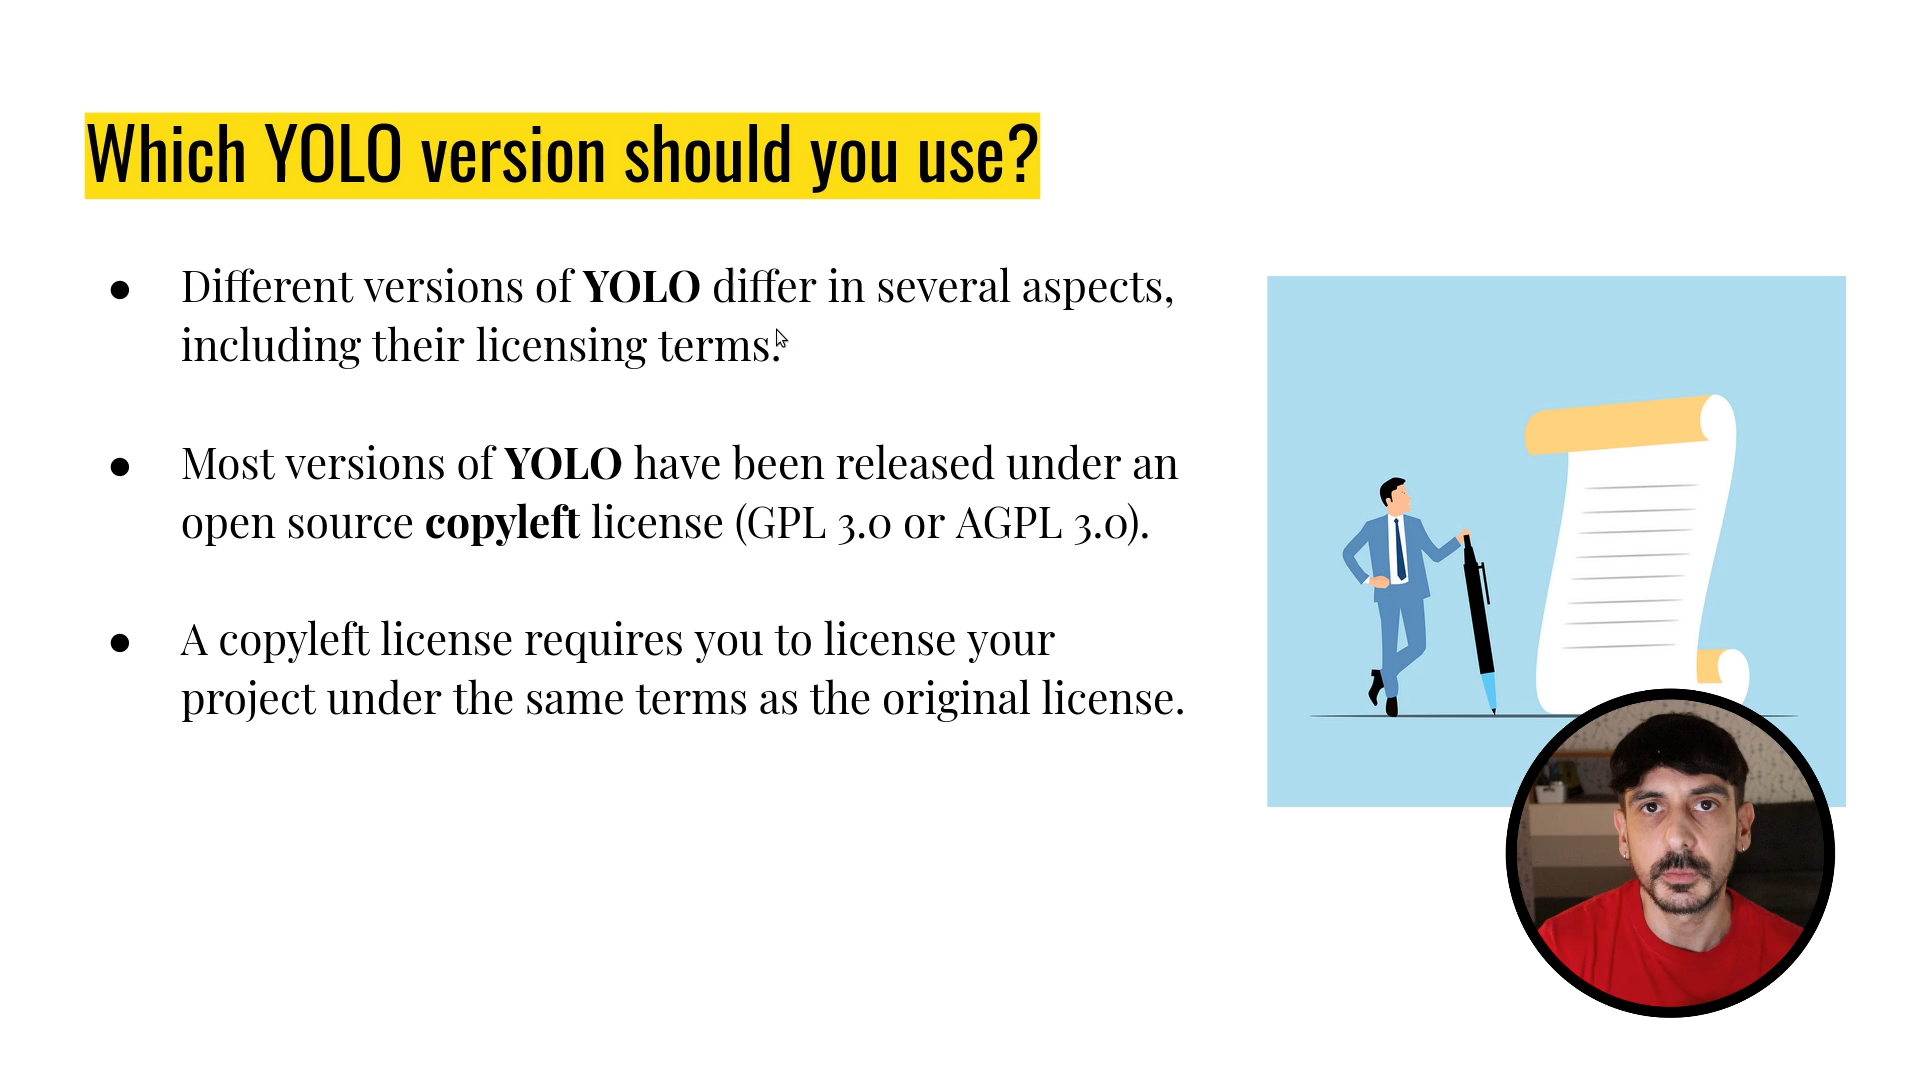 Which YOLO version should you use?
● Different versions of YOLO differ in several aspects,
including their licensing terms.
● Most versions of YOLO have been released under an
open source copyleft license (GPL 3.0 or AGPL 3.0).
● A copyleft license requires you to license your
project under the same terms as the original license.